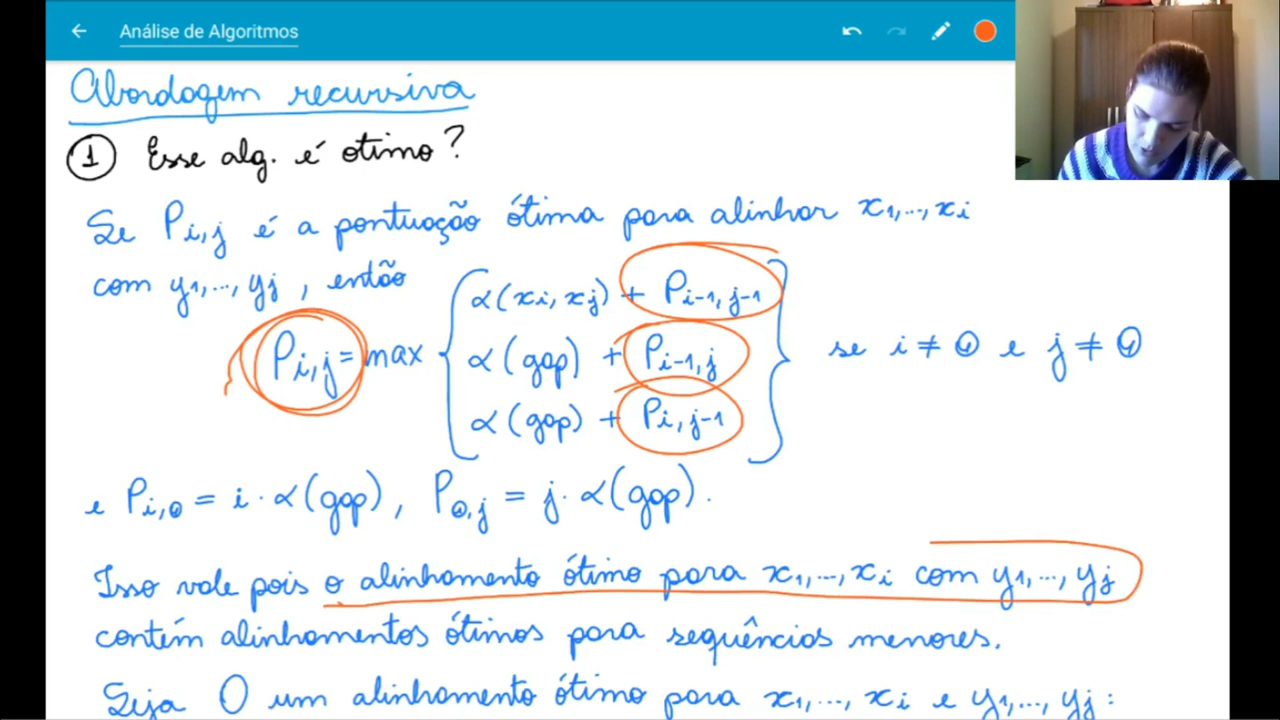 Análise de Algoritmos
Abordagem recursiva
1 Esse alg. é otimo?
Se Pi,j é a pontuação ótima para alinhar x1,...,xi
com y1,...,yj, então
Pi,j = max { α(xi, xj) + Pi-1,j-1
α(gap) + Pi-1,j
α(gap) + Pi,j-1 } se i ≠ 0 e j ≠ 0
e Pi,0 = i · α(gap), P0,j = j · α(gap).
Isso vale pois o alinhamento ótimo para x1,...,xi com y1,...,yj
contém alinhamentos ótimos para sequências menores.
Seja O um alinhamento ótimo para x1,...,xi e y1,...,yj: